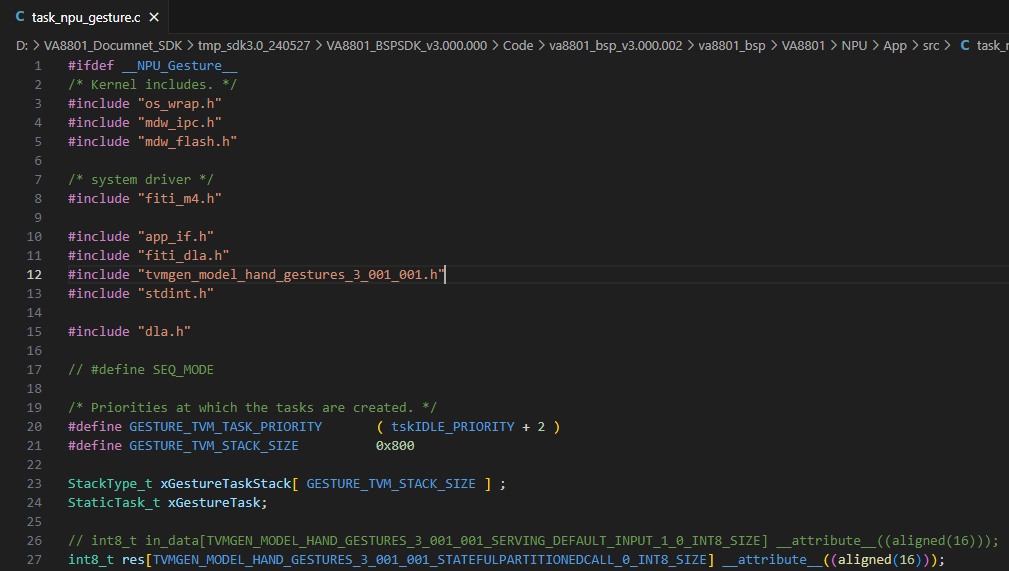 C task_npu_gesture.c ×
D: > VA8801_Documnet_SDK > tmp_sdk3.0_240527 > VA8801_BSPSDK_v3.000.000 > Code > va8801_bsp_v3.000.002 > va8801_bsp > VA8801 > NPU > App > src > C task_r
1 #ifdef __NPU_Gesture__
2 /* Kernel includes. */
3 #include "os_wrap.h"
4 #include "mdw_ipc.h"
5 #include "mdw_flash.h"
6
7 /* system driver */
8 #include "fiti_m4.h"
9
10 #include "app_if.h"
11 #include "fiti_dla.h"
12 #include "tvmgen_model_hand_gestures_3_001_001.h"
13 #include "stdint.h"
14
15 #include "dla.h"
16
17 // #define SEQ_MODE
18
19 /* Priorities at which the tasks are created. */
20 #define GESTURE_TVM_TASK_PRIORITY ( tskIDLE_PRIORITY + 2 )
21 #define GESTURE_TVM_STACK_SIZE 0x800
22
23 StackType_t xGestureTaskStack[ GESTURE_TVM_STACK_SIZE ] ;
24 StaticTask_t xGestureTask;
25
26 // int8_t in_data[TVMGEN_MODEL_HAND_GESTURES_3_001_001_SERVING_DEFAULT_INPUT_1_0_INT8_SIZE] __attribute__((aligned(16)));
27 int8_t res[TVMGEN_MODEL_HAND_GESTURES_3_001_001_STATEFULPARTITIONEDCALL_0_INT8_SIZE] __attribute__((aligned(16)));